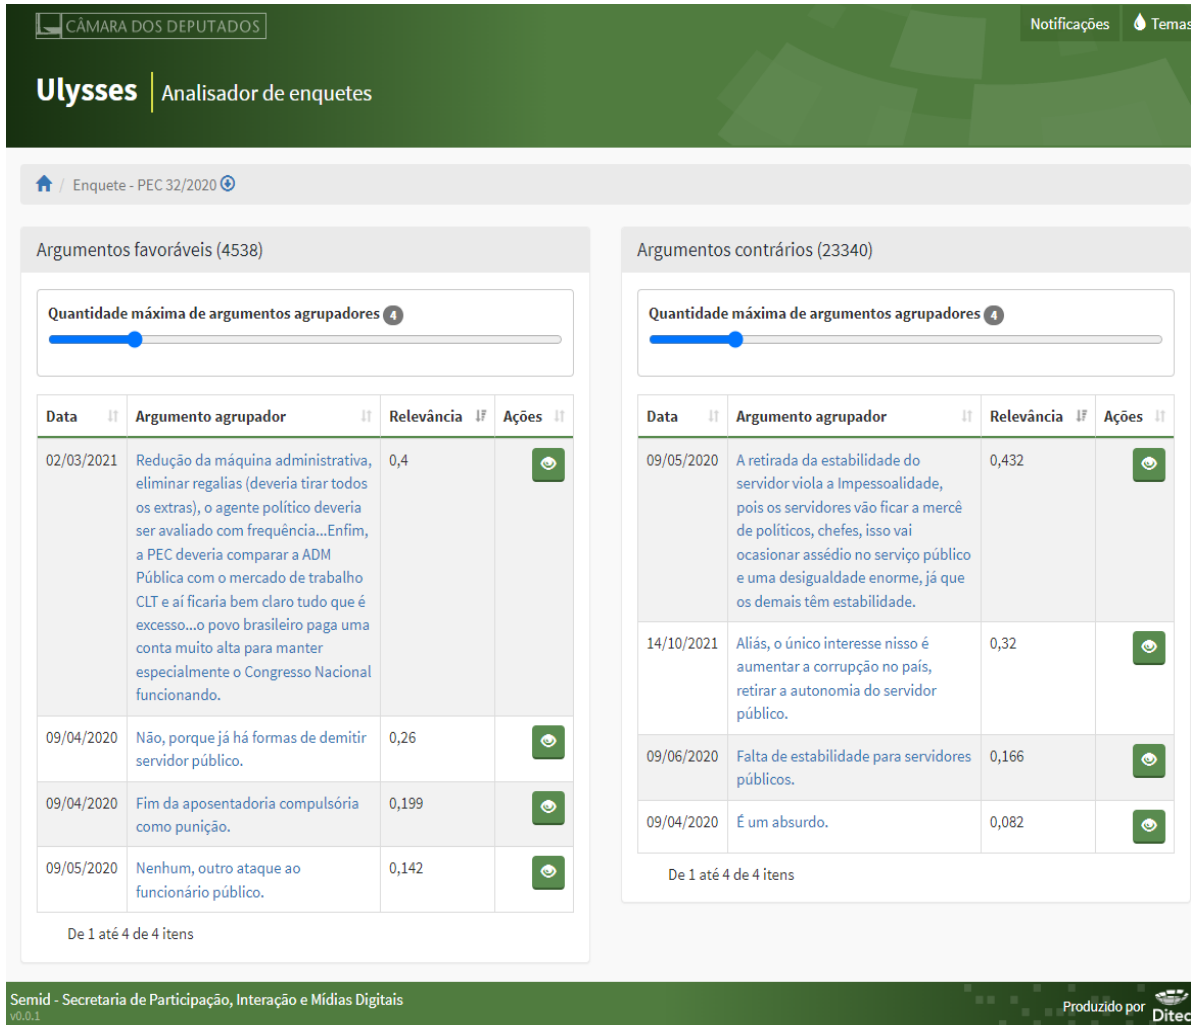 CÂMARA DOS DEPUTADOS
Notificações
Temas
Ulysses
Analisador de enquetes
/ Enquete - PEC 32/2020
Argumentos favoráveis (4538)
Quantidade máxima de argumentos agrupadores 4
Data
Argumento agrupador
Relevância
Ações
02/03/2021
Redução da máquina administrativa,
eliminar regalias (deveria tirar todos
os extras), o agente político deveria
ser avaliado com frequência...Enfim,
a PEC deveria comparar a ADM
Pública com o mercado de trabalho
CLT e aí ficaria bem claro tudo que é
excesso...o povo brasileiro paga uma
conta muito alta para manter
especialmente o Congresso Nacional
funcionando.
0,4
09/04/2020
Não, porque já há formas de demitir
servidor público.
0,26
09/04/2020
Fim da aposentadoria compulsória
como punição.
0,199
09/05/2020
Nenhum, outro ataque ao
funcionário público.
0,142
De 1 até 4 de 4 itens
Argumentos contrários (23340)
Quantidade máxima de argumentos agrupadores 4
Data
Argumento agrupador
Relevância
Ações
09/05/2020
A retirada da estabilidade do
servidor viola a Impessoalidade,
pois os servidores vão ficar a mercê
de políticos, chefes, isso vai
ocasionar assédio no serviço público
e uma desigualdade enorme, já que
os demais têm estabilidade.
0,432
14/10/2021
Aliás, o único interesse nisso é
aumentar a corrupção no país,
retirar a autonomia do servidor
público.
0,32
09/06/2020
Falta de estabilidade para servidores
públicos.
0,166
09/04/2020
É um absurdo.
0,082
De 1 até 4 de 4 itens
Semid - Secretaria de Participação, Interação e Mídias Digitais
v0.0.1
Produzido por
Ditec